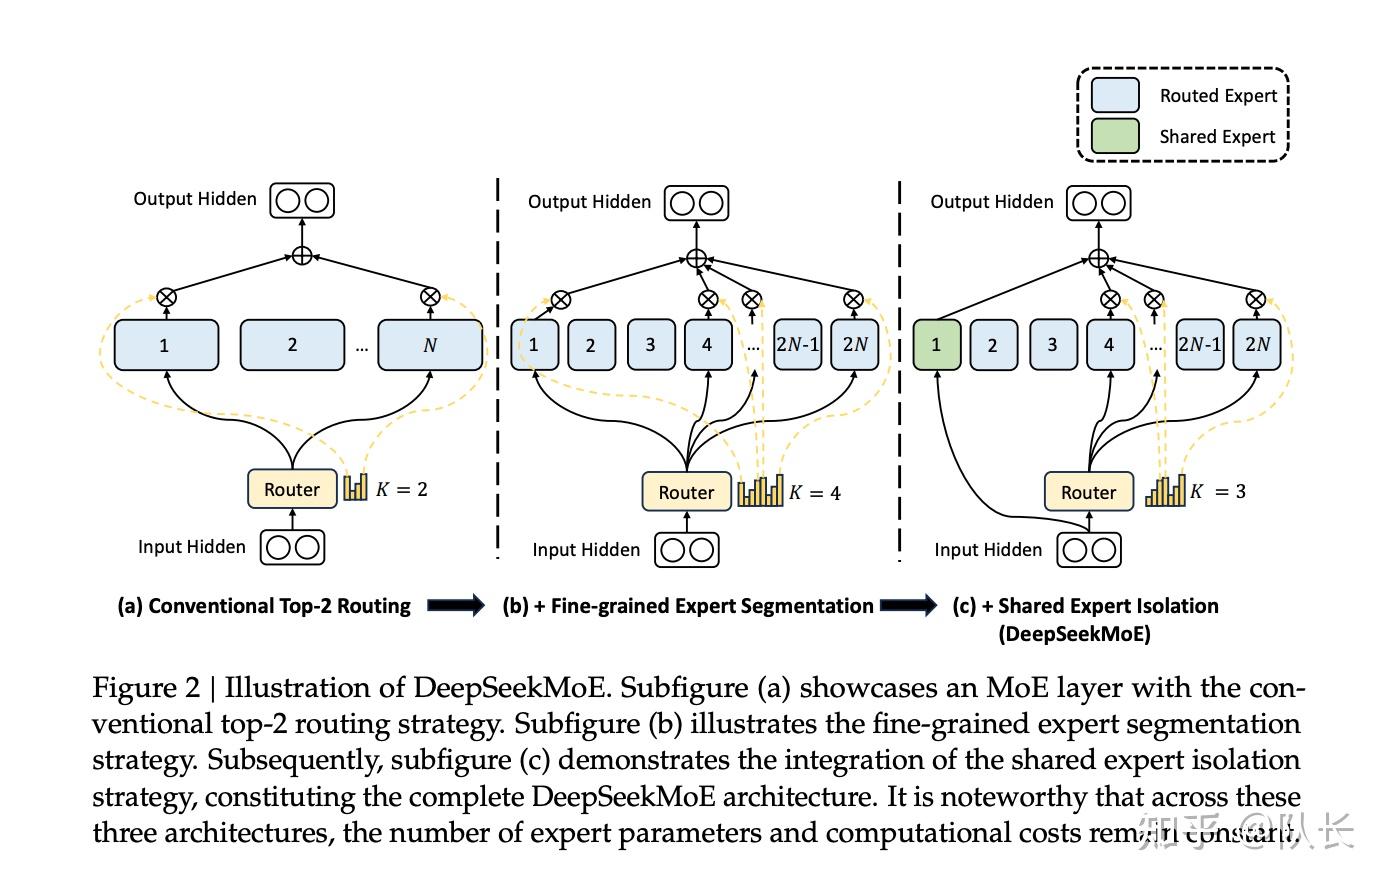 Routed Expert
Shared Expert
Output Hidden
1
2
...
N
Router
K = 2
Input Hidden
(a) Conventional Top-2 Routing
Output Hidden
1
2
3
4
...
2N-1
2N
Router
K = 4
Input Hidden
(b) + Fine-grained Expert Segmentation
Output Hidden
1
2
3
4
...
2N-1
2N
Router
K = 3
Input Hidden
(c) + Shared Expert Isolation
(DeepSeekMoE)
Figure 2 | Illustration of DeepSeekMoE. Subfigure (a) showcases an MoE layer with the con-
ventional top-2 routing strategy. Subfigure (b) illustrates the fine-grained expert segmentation
strategy. Subsequently, subfigure (c) demonstrates the integration of the shared expert isolation
strategy, constituting the complete DeepSeekMoE architecture. It is noteworthy that across these
three architectures, the number of expert parameters and computational costs remain constant.
知乎 @队长